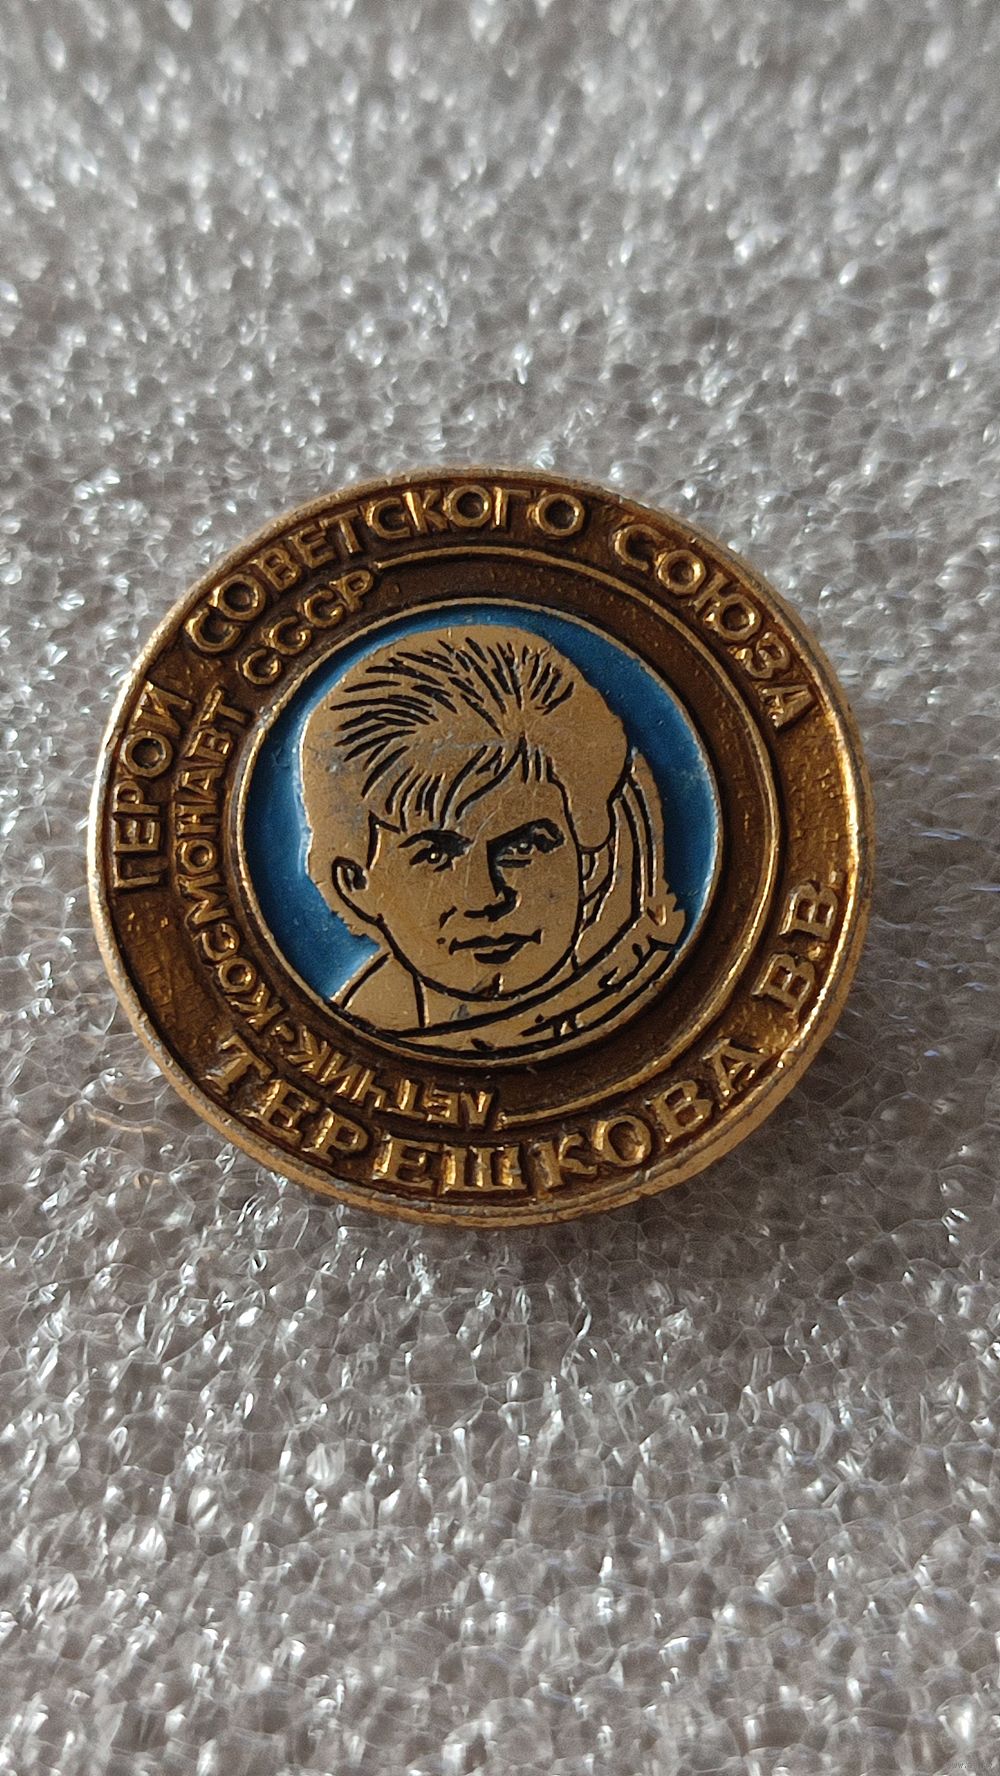 ГЕРОЙ СОВЕТСКОГО СОЮЗА
ЛЕТЧИК-КОСМОНАВТ СССР
ТЕРЕШКОВА В.В.